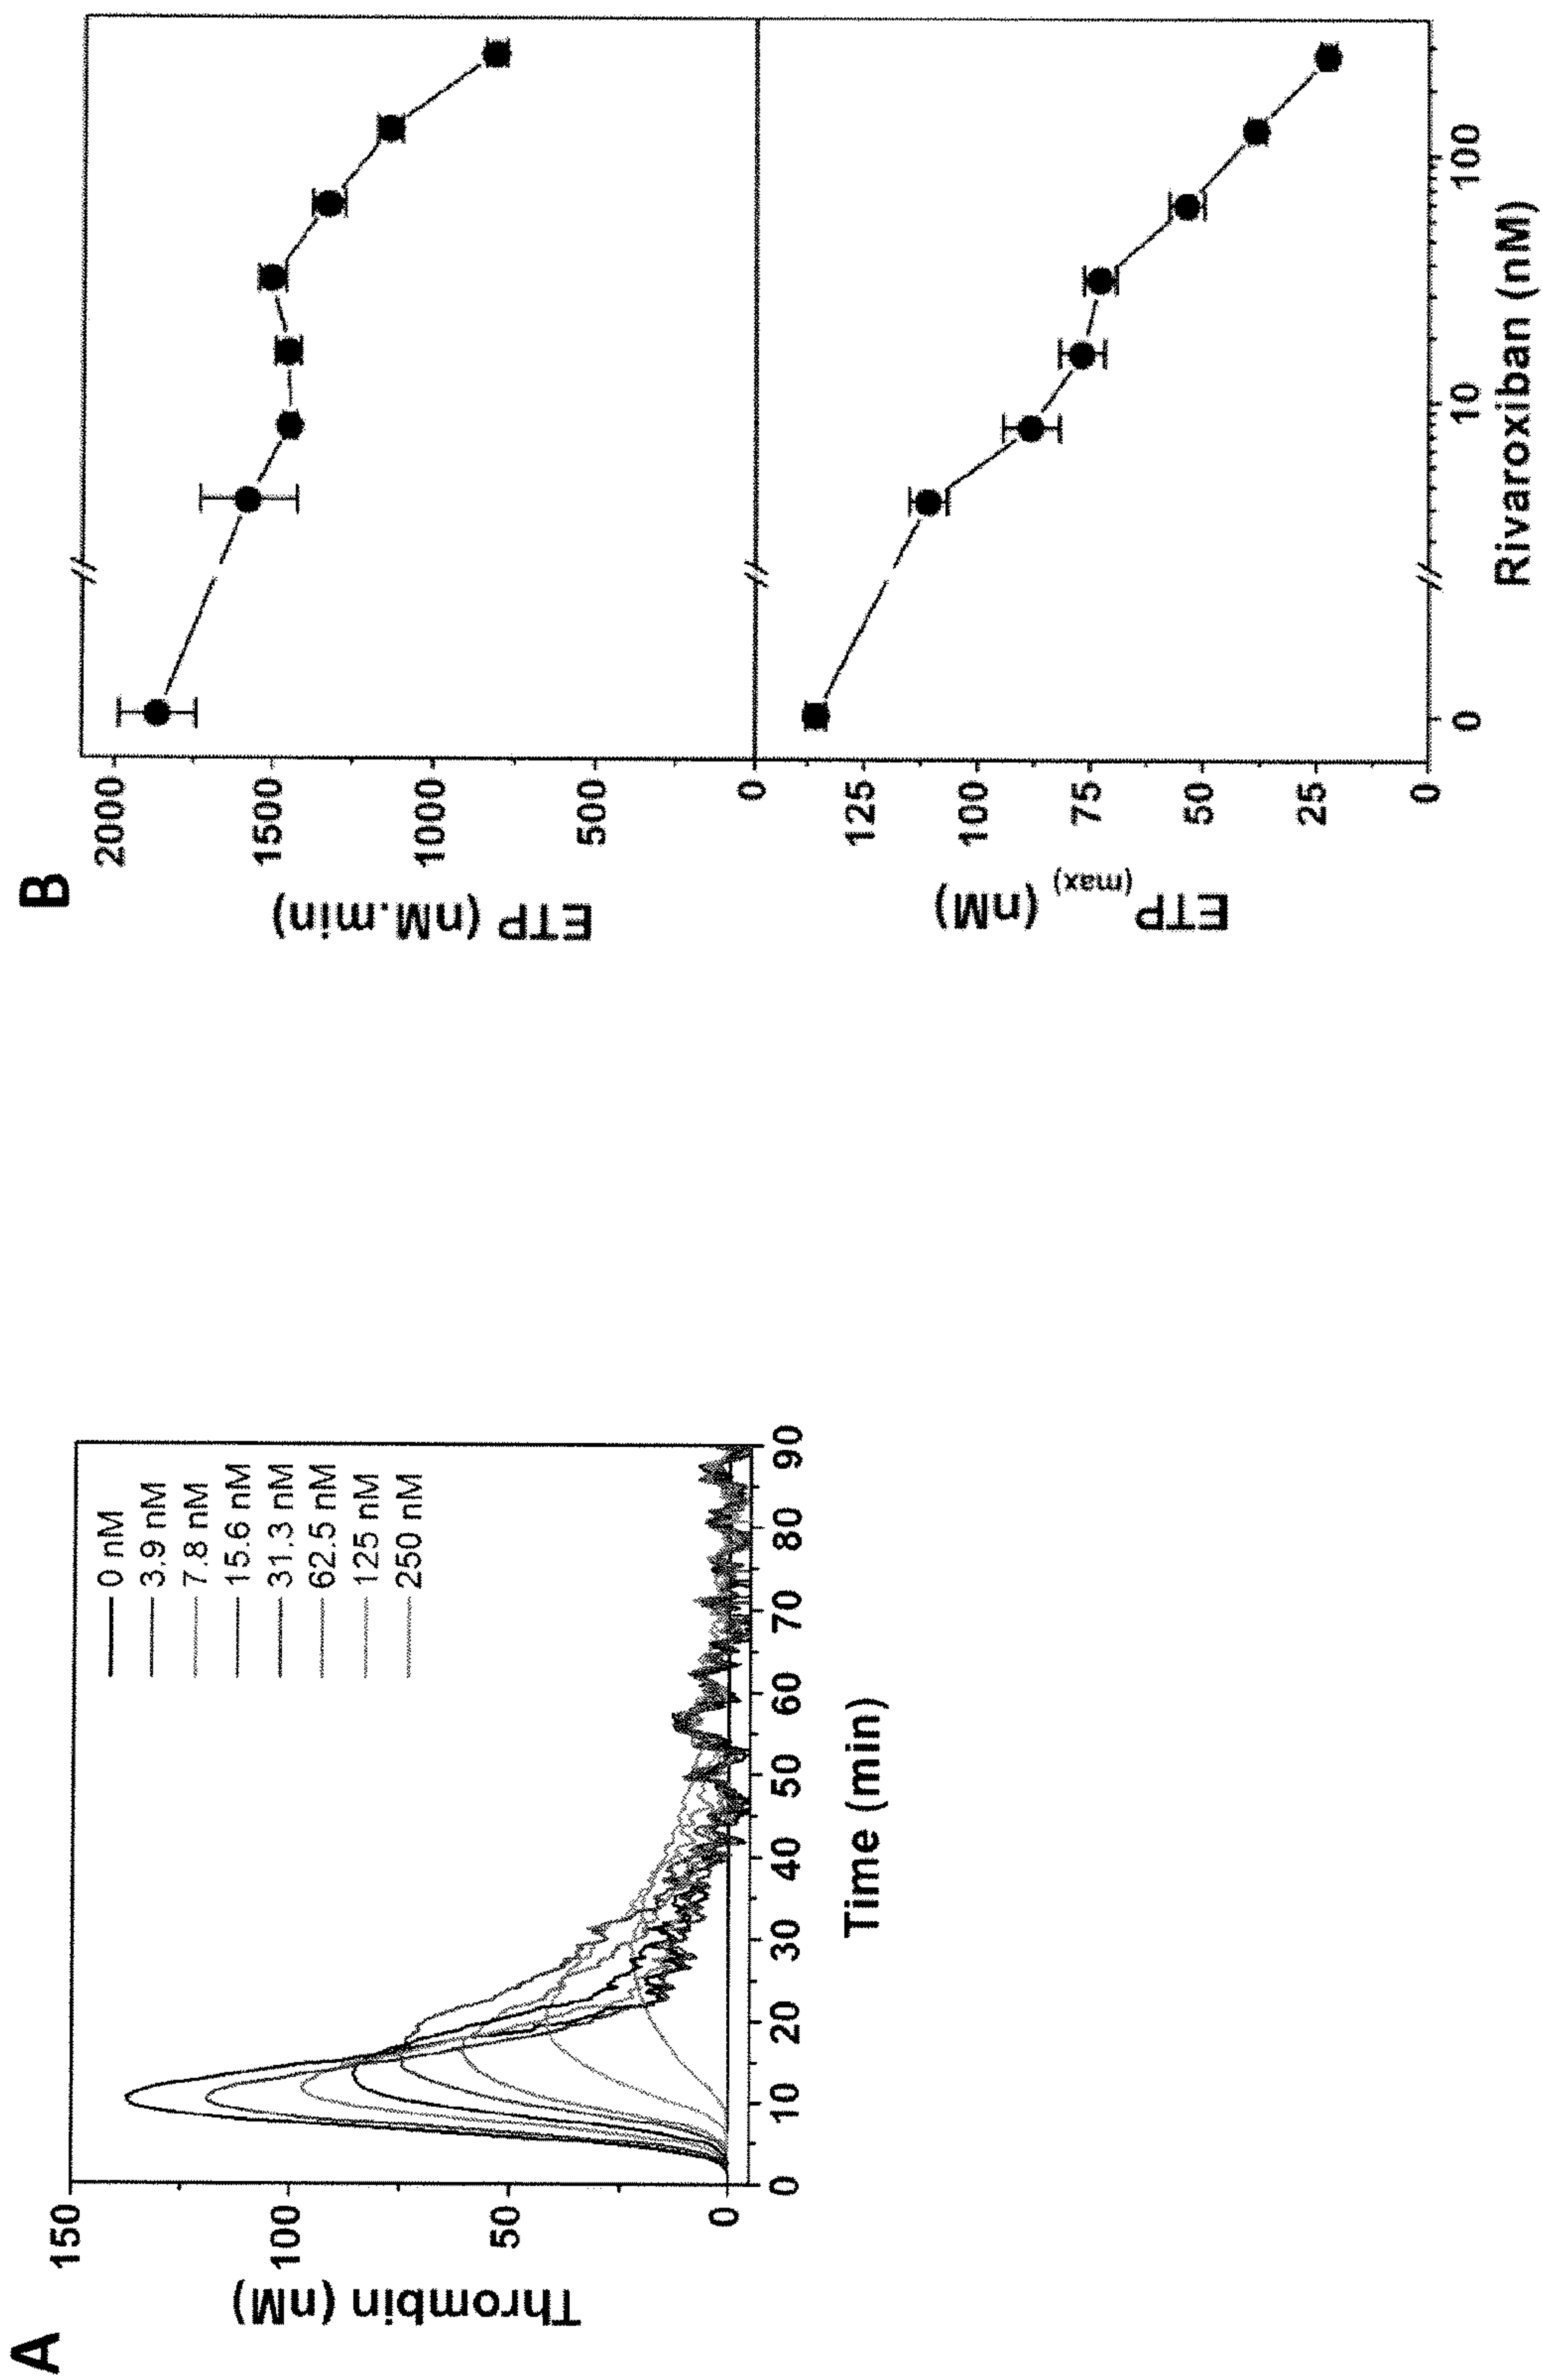 A
Thrombin (nM)
150
100
50
0
0 nM
3.9 nM
7.8 nM
15.6 nM
31.3 nM
62.5 nM
125 nM
250 nM
0 10 20 30 40 50 60 70 80 90
Time (min)
B
ETP (nM.min)
2000
1500
1000
500
0
ETP (max) (nM)
125
100
75
50
25
0
0 10 100
Rivaroxiban (nM)